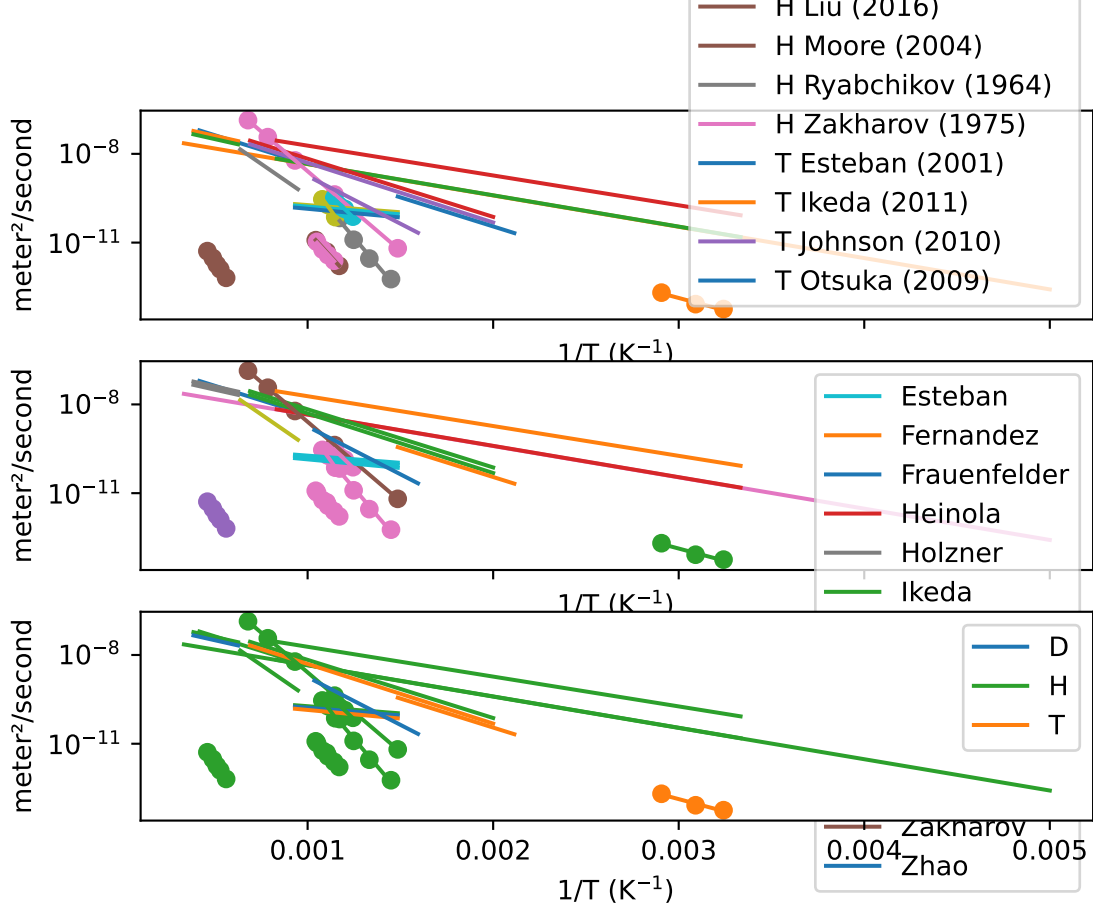 H Liu (2016)
H Moore (2004)
H Ryabchikov (1964)
H Zakharov (1975)
T Esteban (2001)
T Ikeda (2011)
T Johnson (2010)
T Otsuka (2009)
10⁻⁸
10⁻¹¹
meter²/second
1/T (K⁻¹)
10⁻⁸
10⁻¹¹
meter²/second
Esteban
Fernandez
Frauenfelder
Heinola
Holzner
Ikeda
1/T (K⁻¹)
10⁻⁸
10⁻¹¹
meter²/second
D
H
T
Zakharov
Zhao
0.001 0.002 0.003 0.004 0.005
1/T (K⁻¹)